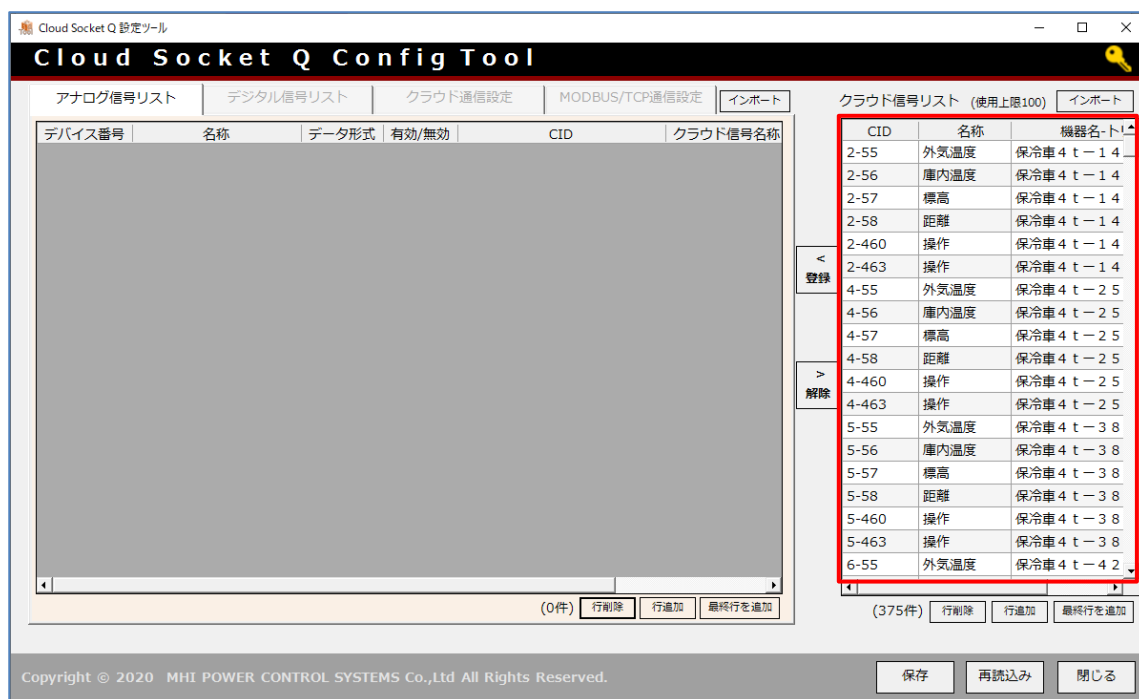 Cloud Socket Q 設定ツール
Cloud Socket Q Config Tool
アナログ信号リスト デジタル信号リスト クラウド通信設定 MODBUS/TCP通信設定 インポート
クラウド信号リスト (使用上限100) インポート
デバイス番号 名称 データ形式 有効/無効 CID クラウド信号名称
CID 名称 機器名-
2-55 外気温度 保冷車4t－14
2-56 庫内温度 保冷車4t－14
2-57 標高 保冷車4t－14
2-58 距離 保冷車4t－14
2-460 操作 保冷車4t－14
2-463 操作 保冷車4t－14
4-55 外気温度 保冷車4t－25
4-56 庫内温度 保冷車4t－25
4-57 標高 保冷車4t－25
4-58 距離 保冷車4t－25
4-460 操作 保冷車4t－25
4-463 操作 保冷車4t－25
5-55 外気温度 保冷車4t－38
5-56 庫内温度 保冷車4t－38
5-57 標高 保冷車4t－38
5-58 距離 保冷車4t－38
5-460 操作 保冷車4t－38
5-463 操作 保冷車4t－38
6-55 外気温度 保冷車4t－42
<
登録
>
解除
(0件) 行削除 行追加 最終行を追加
(375件) 行削除 行追加 最終行を追加
Copyright © 2020 MHI POWER CONTROL SYSTEMS Co.,Ltd All Rights Reserved.
保存 再読込み 閉じる